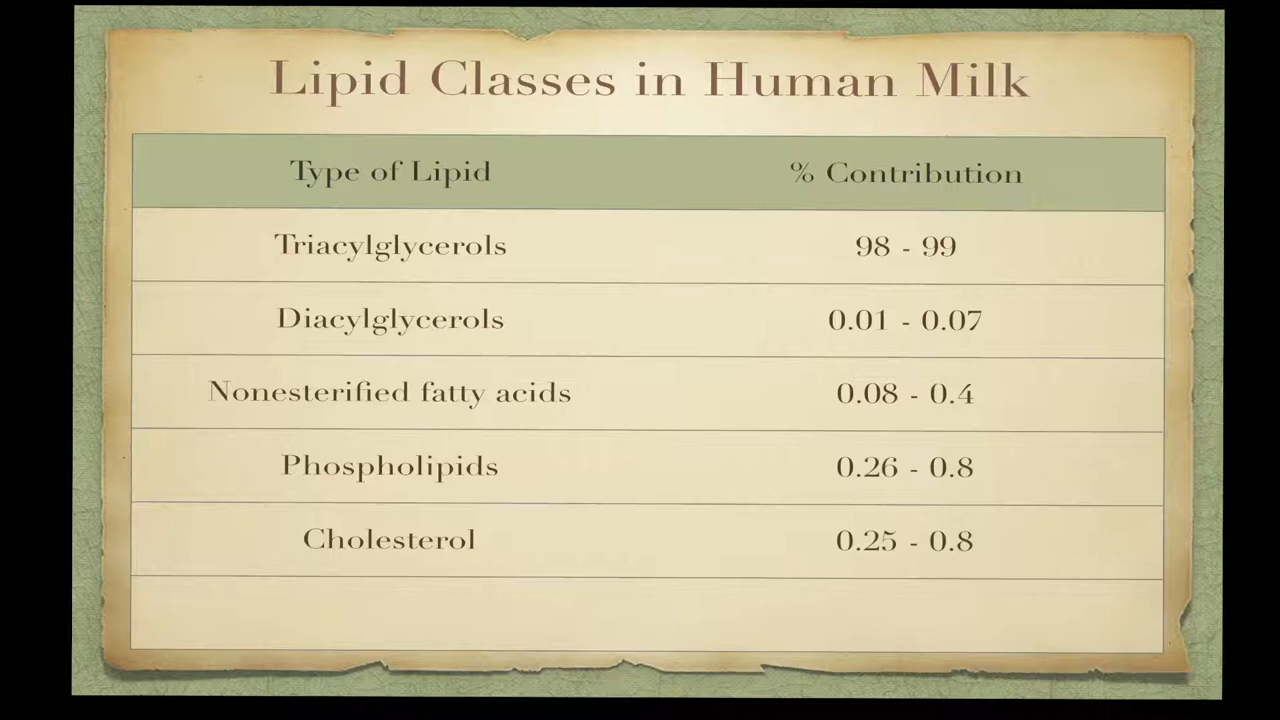 Lipid Classes in Human Milk
Type of Lipid % Contribution
Triacylglycerols 98 - 99
Diacylglycerols 0.01 - 0.07
Nonesterified fatty acids 0.08 - 0.4
Phospholipids 0.26 - 0.8
Cholesterol 0.25 - 0.8